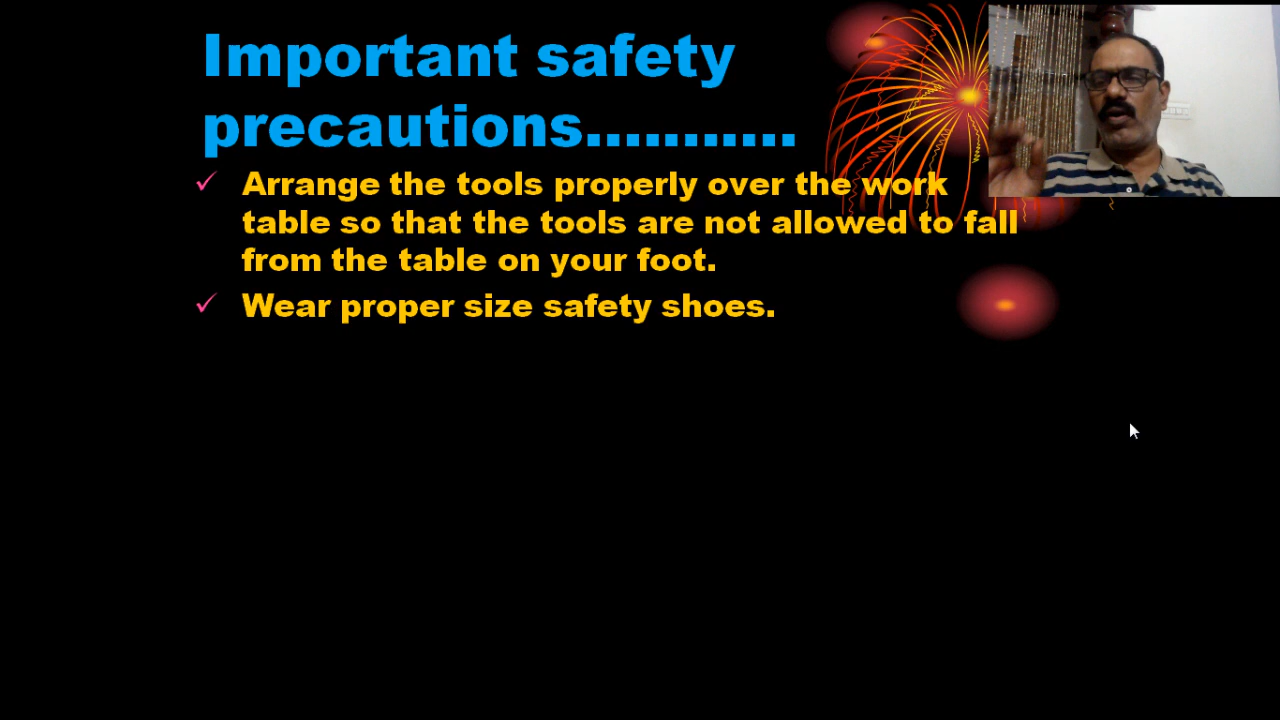 Important safety
precautions...........
✓ Arrange the tools properly over the work
table so that the tools are not allowed to fall
from the table on your foot.
✓ Wear proper size safety shoes.